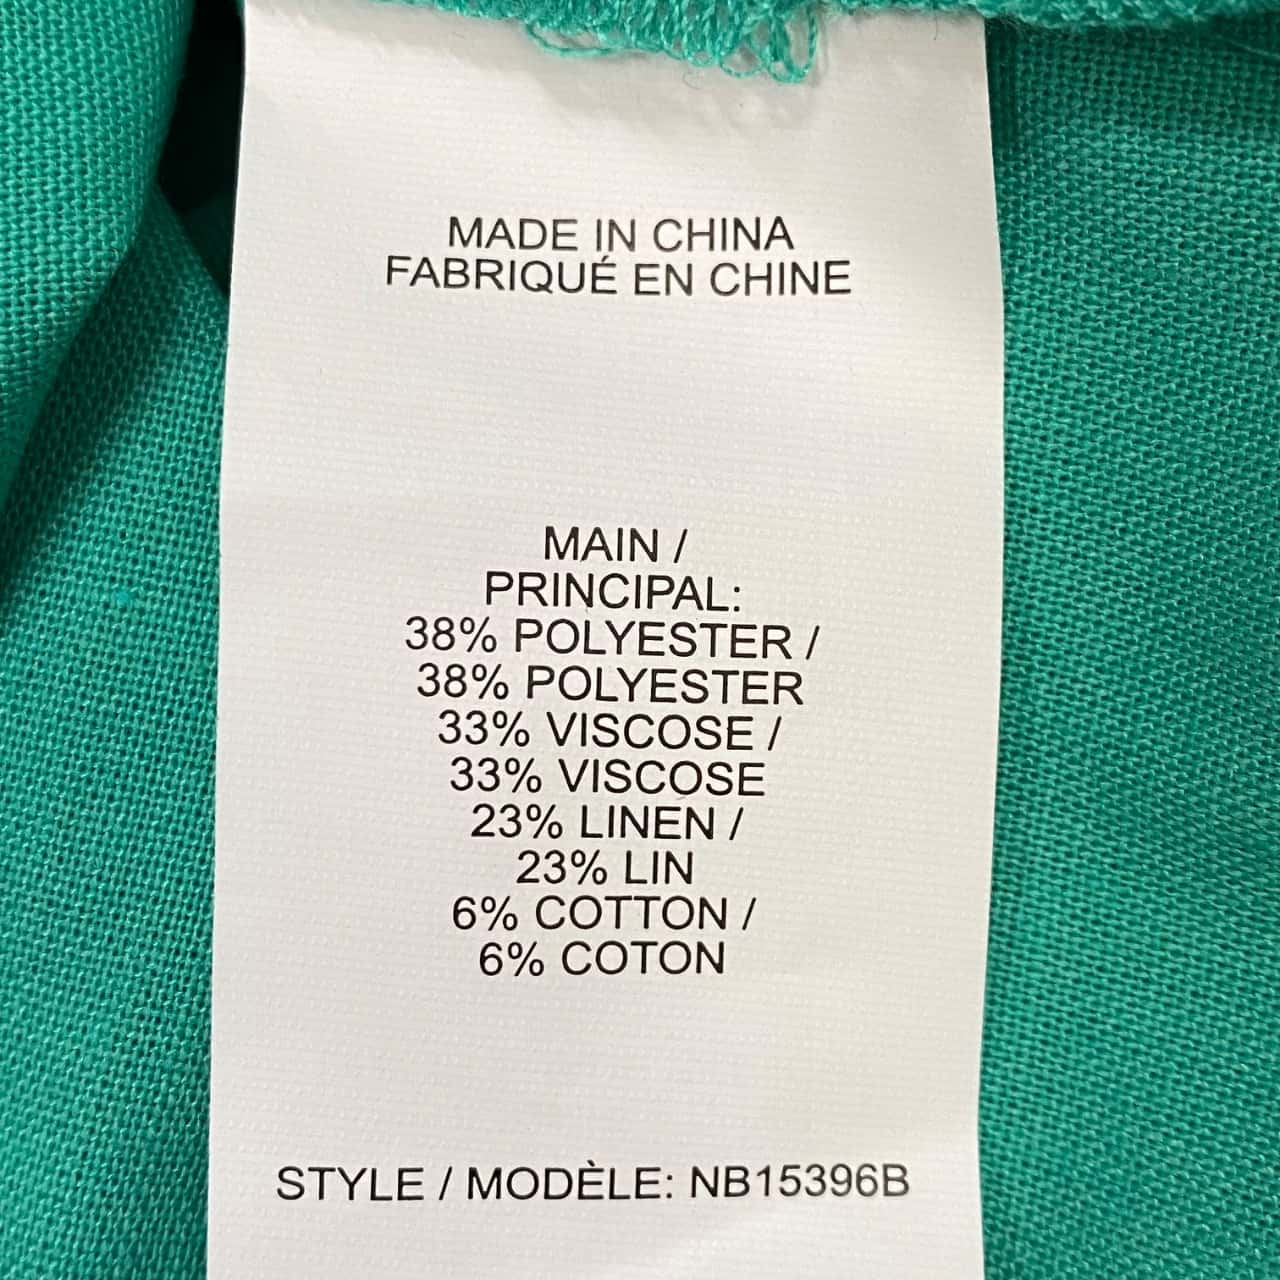 MADE IN CHINA
FABRIQUÉ EN CHINE
MAIN /
PRINCIPAL:
38% POLYESTER /
38% POLYESTER
33% VISCOSE /
33% VISCOSE
23% LINEN /
23% LIN
6% COTTON /
6% COTON
STYLE / MODÈLE: NB15396B